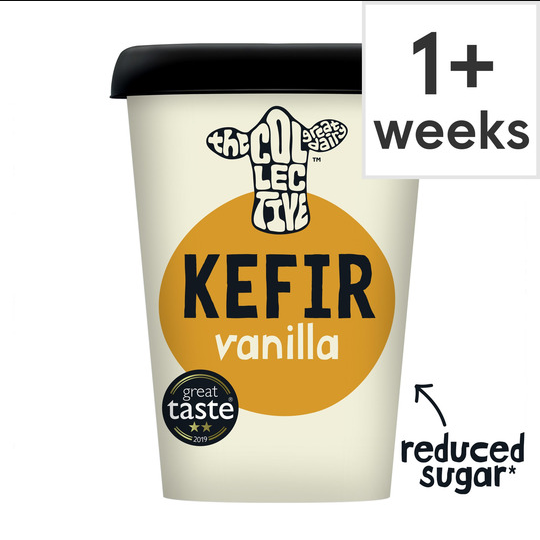 1+
weeks
the
COL
LEC
TIVE
great
dairy
™
KEFIR
vanilla
great
taste®
2019
reduced
sugar*